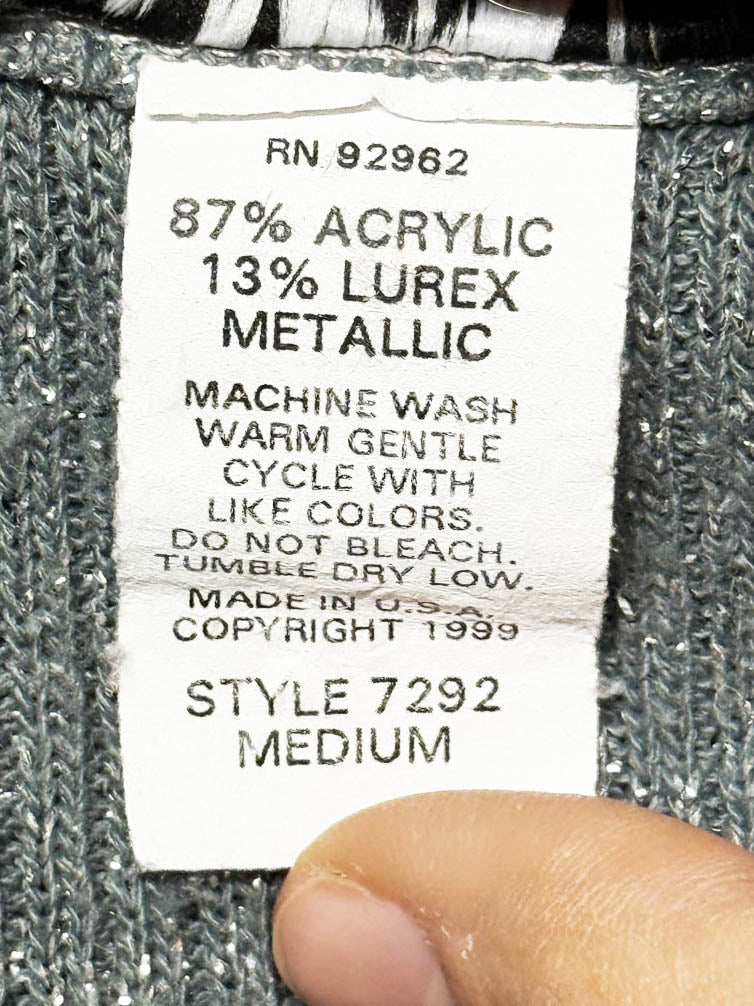 RN 92962
87% ACRYLIC
13% LUREX
METALLIC
MACHINE WASH
WARM GENTLE
CYCLE WITH
LIKE COLORS.
DO NOT BLEACH.
TUMBLE DRY LOW.
MADE IN U.S.A.
COPYRIGHT 1999
STYLE 7292
MEDIUM